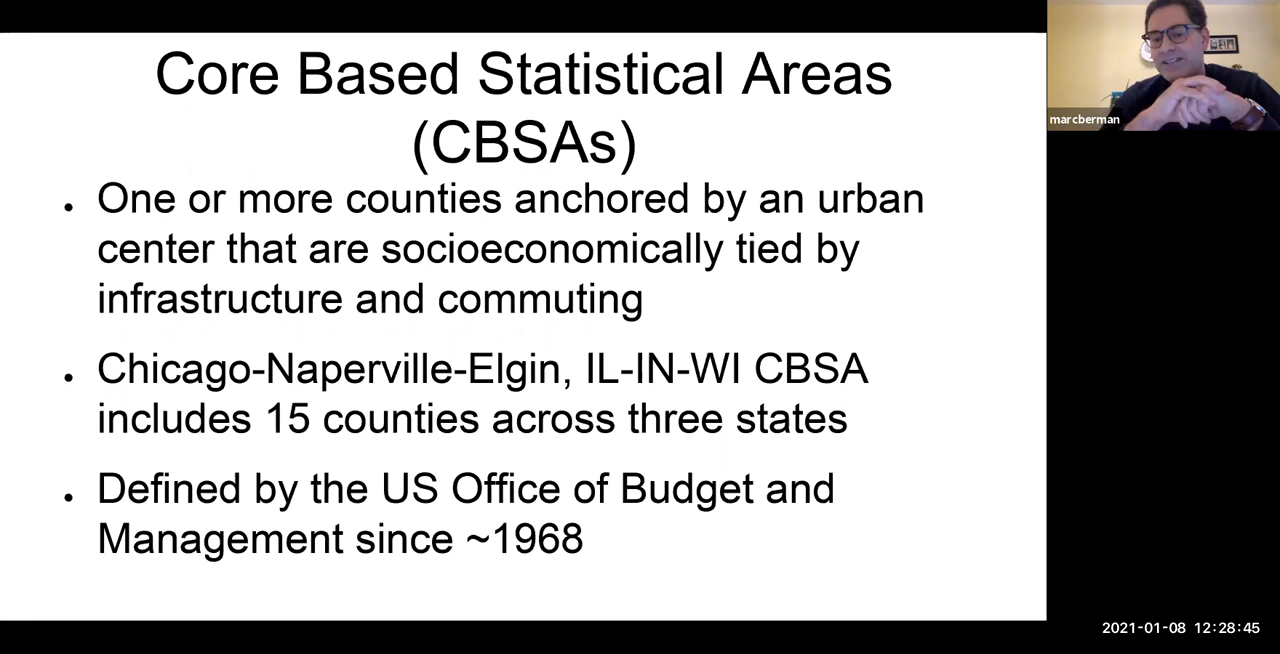 Core Based Statistical Areas
(CBSAs)
• One or more counties anchored by an urban
center that are socioeconomically tied by
infrastructure and commuting
• Chicago-Naperville-Elgin, IL-IN-WI CBSA
includes 15 counties across three states
• Defined by the US Office of Budget and
Management since ~1968
marcberman
2021-01-08 12:28:45